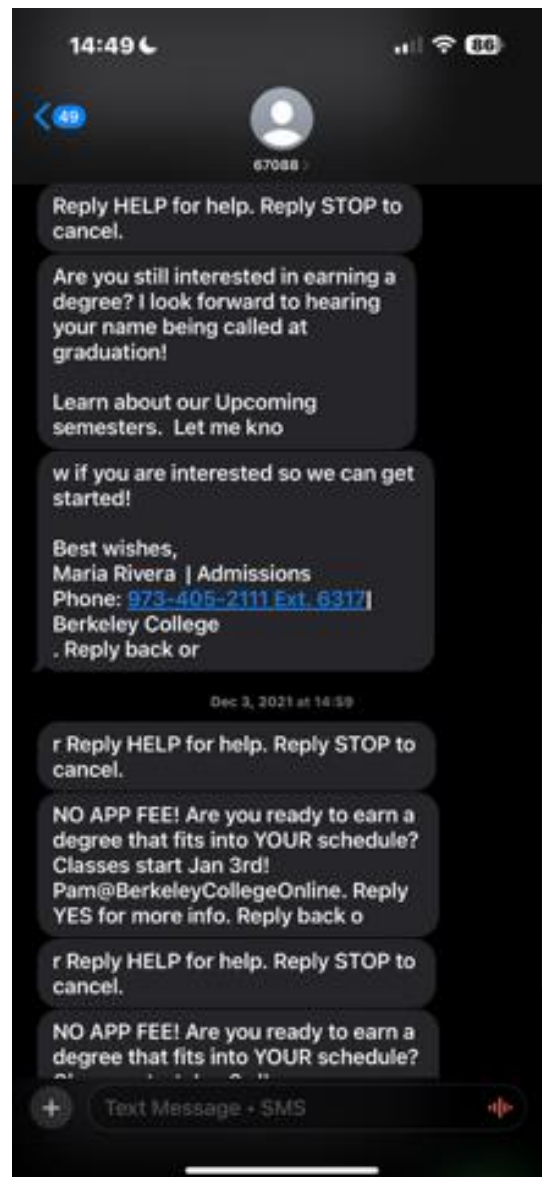 14:49
86
49
67088
Reply HELP for help. Reply STOP to
cancel.
Are you still interested in earning a
degree? I look forward to hearing
your name being called at
graduation!
Learn about our Upcoming
semesters.  Let me kno
w if you are interested so we can get
started!
Best wishes,
Maria Rivera | Admissions
Phone: 973-405-2111 Ext. 6317|
Berkeley College
. Reply back or
Dec 3, 2021 at 14:59
r Reply HELP for help. Reply STOP to
cancel.
NO APP FEE! Are you ready to earn a
degree that fits into YOUR schedule?
Classes start Jan 3rd!
Pam@BerkeleyCollegeOnline. Reply
YES for more info. Reply back o
r Reply HELP for help. Reply STOP to
cancel.
NO APP FEE! Are you ready to earn a
degree that fits into YOUR schedule?
Text Message • SMS